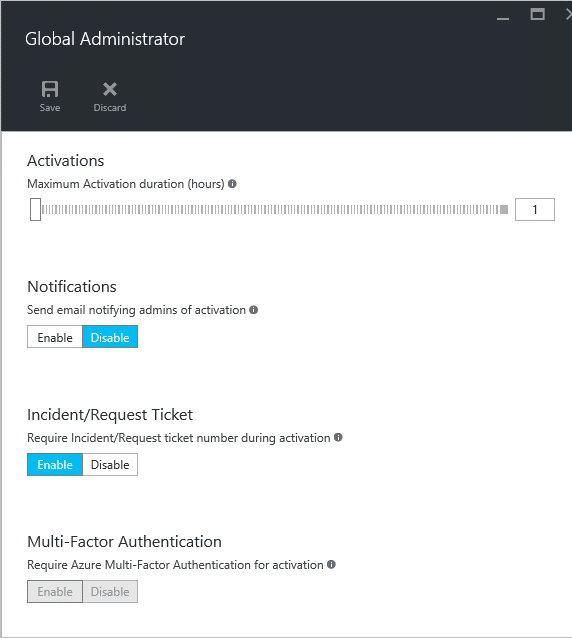 Global Administrator
Save Discard
Activations
Maximum Activation duration (hours)
1
Notifications
Send email notifying admins of activation
Enable Disable
Incident/Request Ticket
Require Incident/Request ticket number during activation
Enable Disable
Multi-Factor Authentication
Require Azure Multi-Factor Authentication for activation
Enable Disable